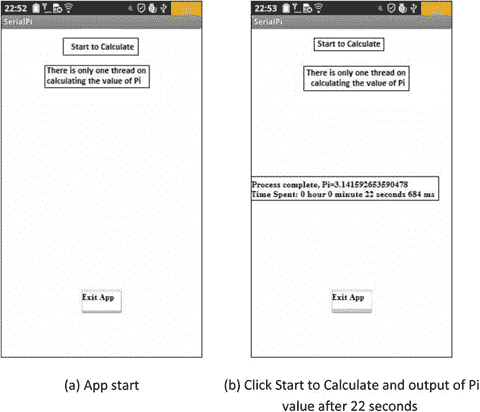 22:52
SerialPi
Start to Calculate
There is only one thread on
calculating the value of Pi
Exit App
(a) App start
22:53
SerialPi
Start to Calculate
There is only one thread on
calculating the value of Pi
Process complete, Pi=3.141592653590478
Time Spent: 0 hour 0 minute 22 seconds 684 ms
Exit App
(b) Click Start to Calculate and output of Pi
value after 22 seconds